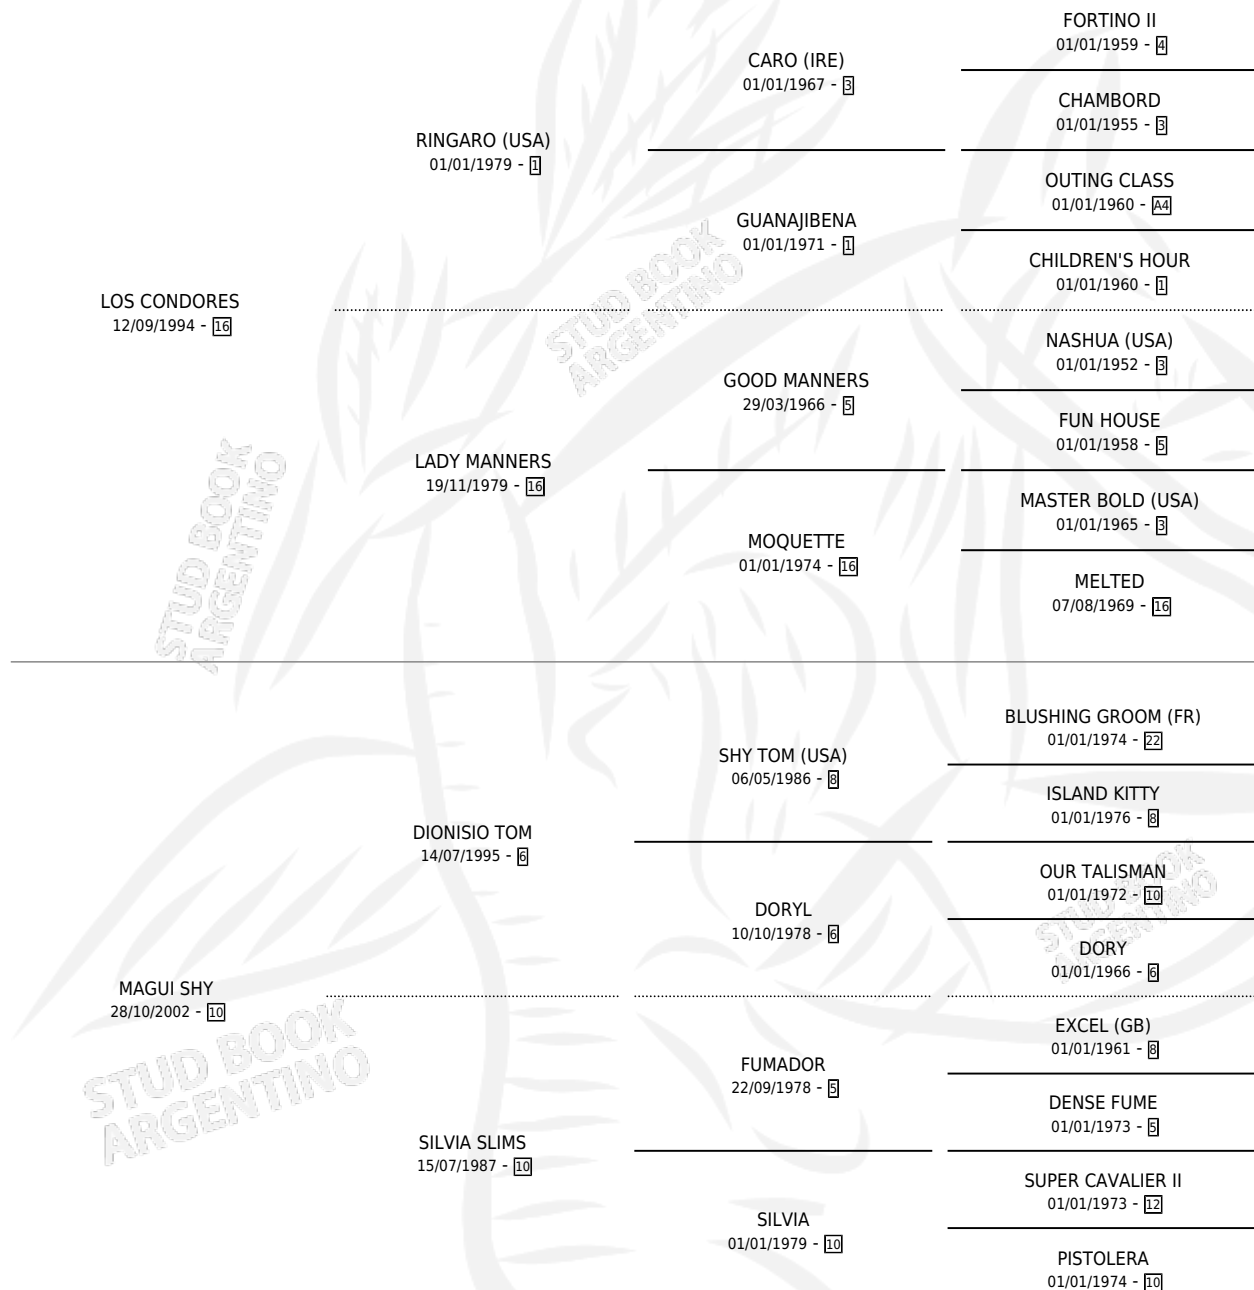 FORTINO II
01/01/1959 - 4
CARO (IRE)
01/01/1967 - 3
CHAMBORD
01/01/1955 - 3
RINGARO (USA)
01/01/1979 - 1
OUTING CLASS
01/01/1960 - A4
GUANAJIBENA
01/01/1971 - 1
CHILDREN'S HOUR
01/01/1960 - 1
LOS CONDORES
12/09/1994 - 16
NASHUA (USA)
01/01/1952 - 3
GOOD MANNERS
29/03/1966 - 5
FUN HOUSE
01/01/1958 - 5
LADY MANNERS
19/11/1979 - 16
MASTER BOLD (USA)
01/01/1965 - 3
MOQUETTE
01/01/1974 - 16
MELTED
07/08/1969 - 16
STUD BOOK
ARGENTINO
STUD BOOK
ARGENTINO
BLUSHING GROOM (FR)
01/01/1974 - 22
SHY TOM (USA)
06/05/1986 - 8
ISLAND KITTY
01/01/1976 - 8
DIONISIO TOM
14/07/1995 - 6
OUR TALISMAN
01/01/1972 - 10
DORYL
10/10/1978 - 6
DORY
01/01/1966 - 6
MAGUI SHY
28/10/2002 - 10
EXCEL (GB)
01/01/1961 - 8
FUMADOR
22/09/1978 - 5
DENSE FUME
01/01/1973 - 5
SILVIA SLIMS
15/07/1987 - 10
SUPER CAVALIER II
01/01/1973 - 12
SILVIA
01/01/1979 - 10
PISTOLERA
01/01/1974 - 10
STUD BOOK
ARGENTINO
STUD BOOK
ARGENTINO